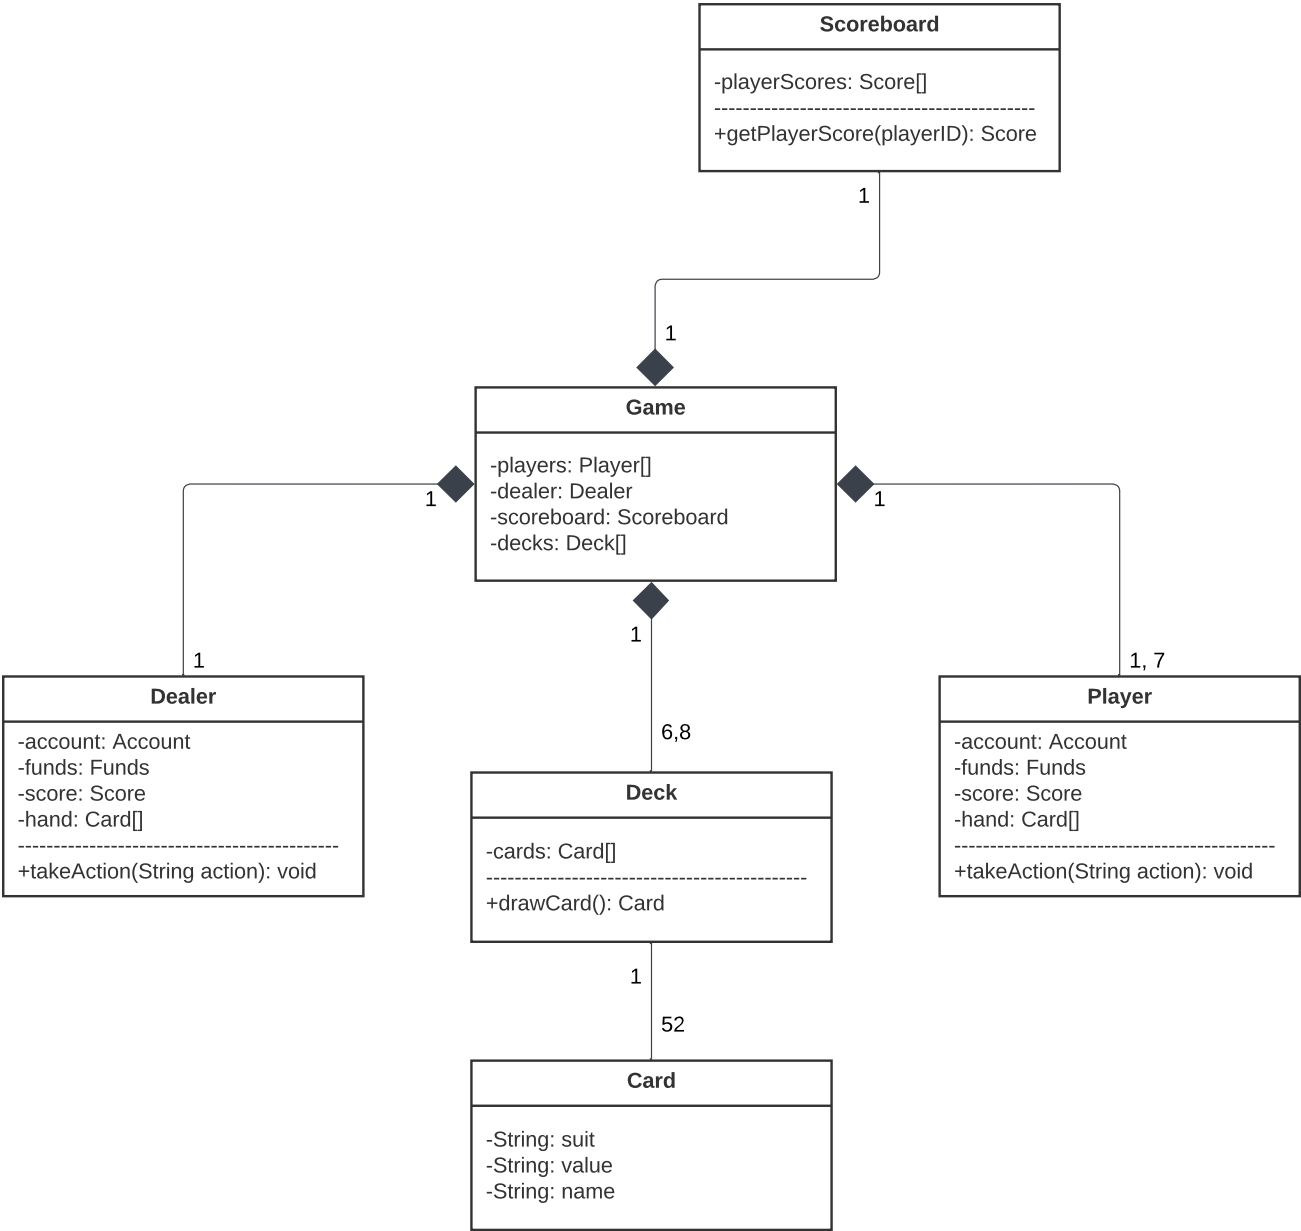 Scoreboard
-playerScores: Score[]
---------------------------------------------
+getPlayerScore(playerID): Score
1
1
Game
-players: Player[]
-dealer: Dealer
-scoreboard: Scoreboard
-decks: Deck[]
1
1
1
1
1, 7
6,8
Dealer
-account: Account
-funds: Funds
-score: Score
-hand: Card[]
---------------------------------------------
+takeAction(String action): void
Deck
-cards: Card[]
---------------------------------------------
+drawCard(): Card
Player
-account: Account
-funds: Funds
-score: Score
-hand: Card[]
---------------------------------------------
+takeAction(String action): void
1
52
Card
-String: suit
-String: value
-String: name